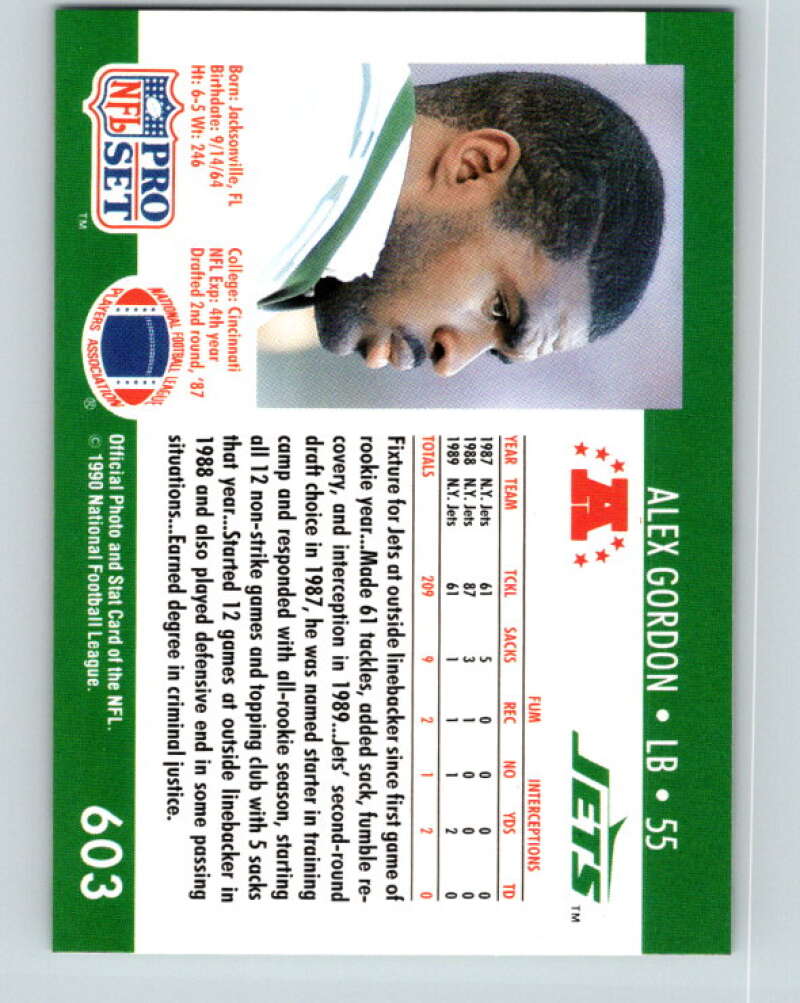 ALEX GORDON • LB • 55
A
JETS
TM
FUM INTERCEPTIONS
YEAR TEAM TCKL SACKS REC NO YDS TD
1987 N.Y. Jets 61 5 0 0 0 0
1988 N.Y. Jets 87 3 1 0 0 0
1989 N.Y. Jets 61 1 1 1 2 0
TOTALS 209 9 2 1 2 0
Fixture for Jets at outside linebacker since first game of
rookie year...Made 61 tackles, added sack, fumble re-
covery, and interception in 1989...Jets' second-round
draft choice in 1987, he was named starter in training
camp and responded with all-rookie season, starting
all 12 non-strike games and topping club with 5 sacks
that year...Started 12 games at outside linebacker in
1988 and also played defensive end in some passing
situations...Earned degree in criminal justice.
Born: Jacksonville, FL
Birthdate: 9/14/64
Ht: 6-5 Wt: 246
College: Cincinnati
NFL Exp: 4th year
Drafted 2nd round, '87
PRO
NFL SET
TM
NATIONAL FOOTBALL LEAGUE
PLAYERS ASSOCIATION
®
Official Photo and Stat Card of the NFL.
© 1990 National Football League.
603